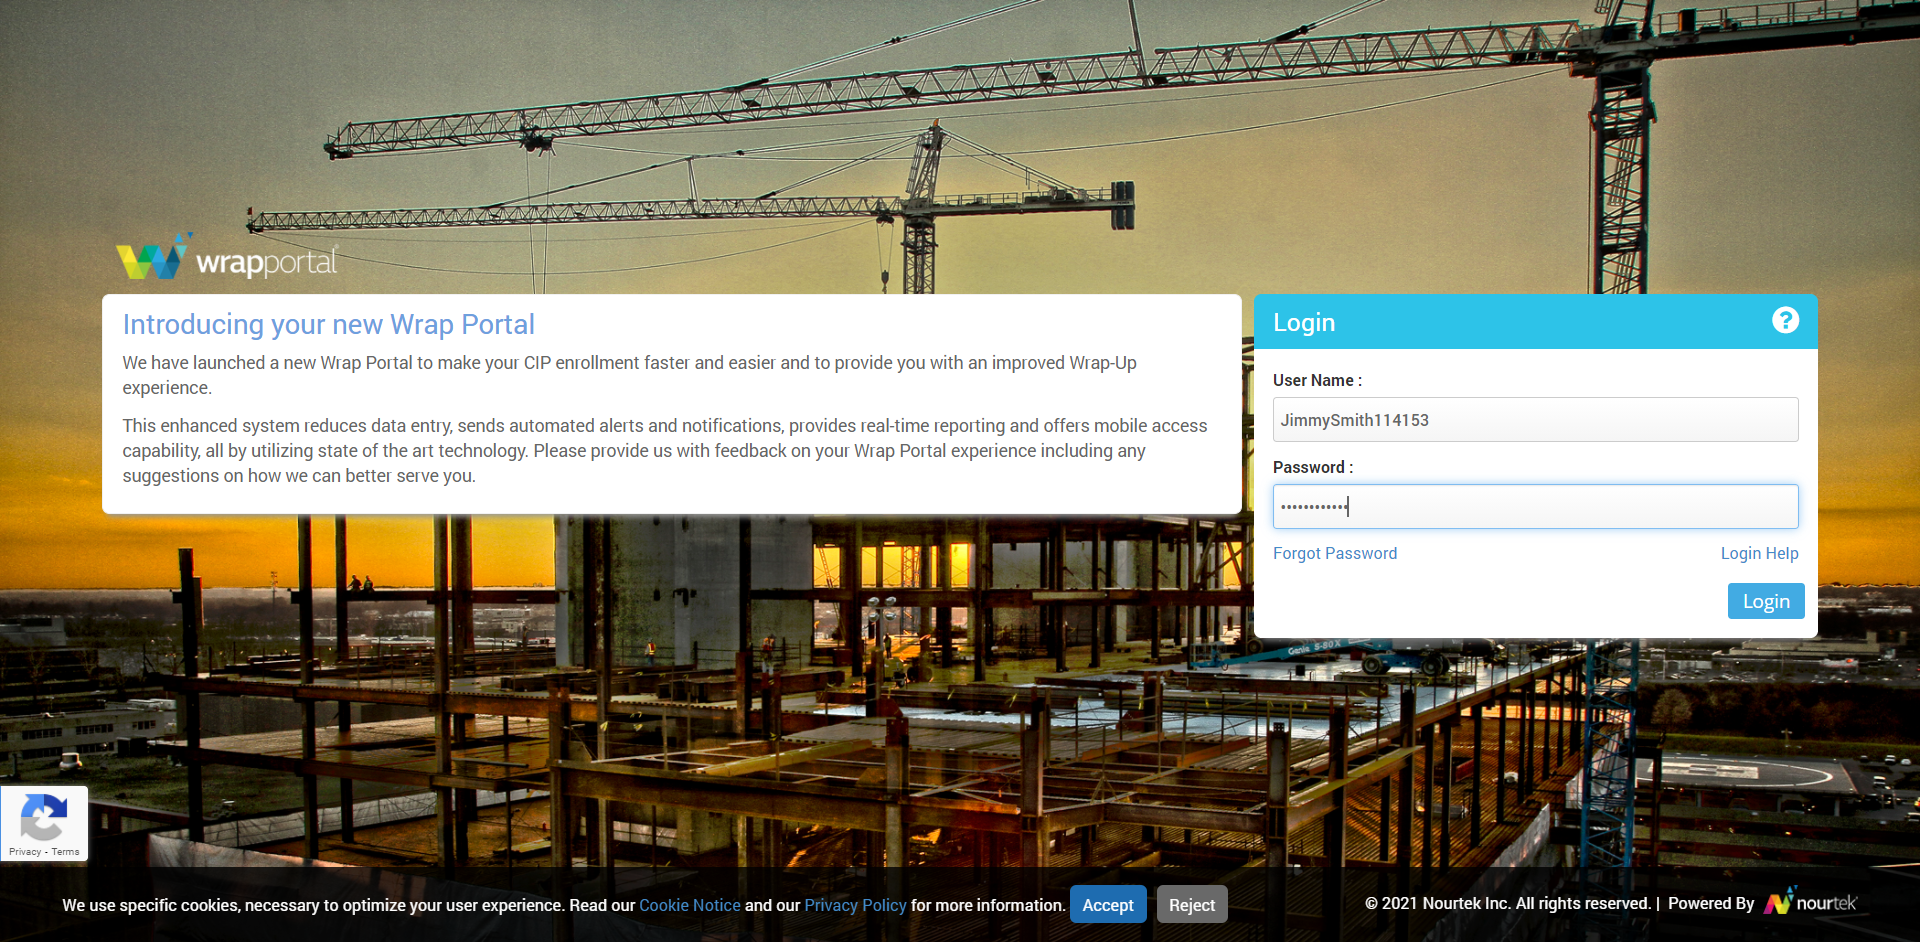 wrapportal
Introducing your new Wrap Portal
We have launched a new Wrap Portal to make your CIP enrollment faster and easier and to provide you with an improved Wrap-Up
experience.
This enhanced system reduces data entry, sends automated alerts and notifications, provides real-time reporting and offers mobile access
capability, all by utilizing state of the art technology. Please provide us with feedback on your Wrap Portal experience including any
suggestions on how we can better serve you.
Login
?
User Name :
JimmySmith114153
Password :
••••••••••••
Forgot Password Login Help
Login
Genie S-80X
Privacy - Terms
We use specific cookies, necessary to optimize your user experience. Read our Cookie Notice and our Privacy Policy for more information. Accept Reject
© 2021 Nourtek Inc. All rights reserved. | Powered By nourtek